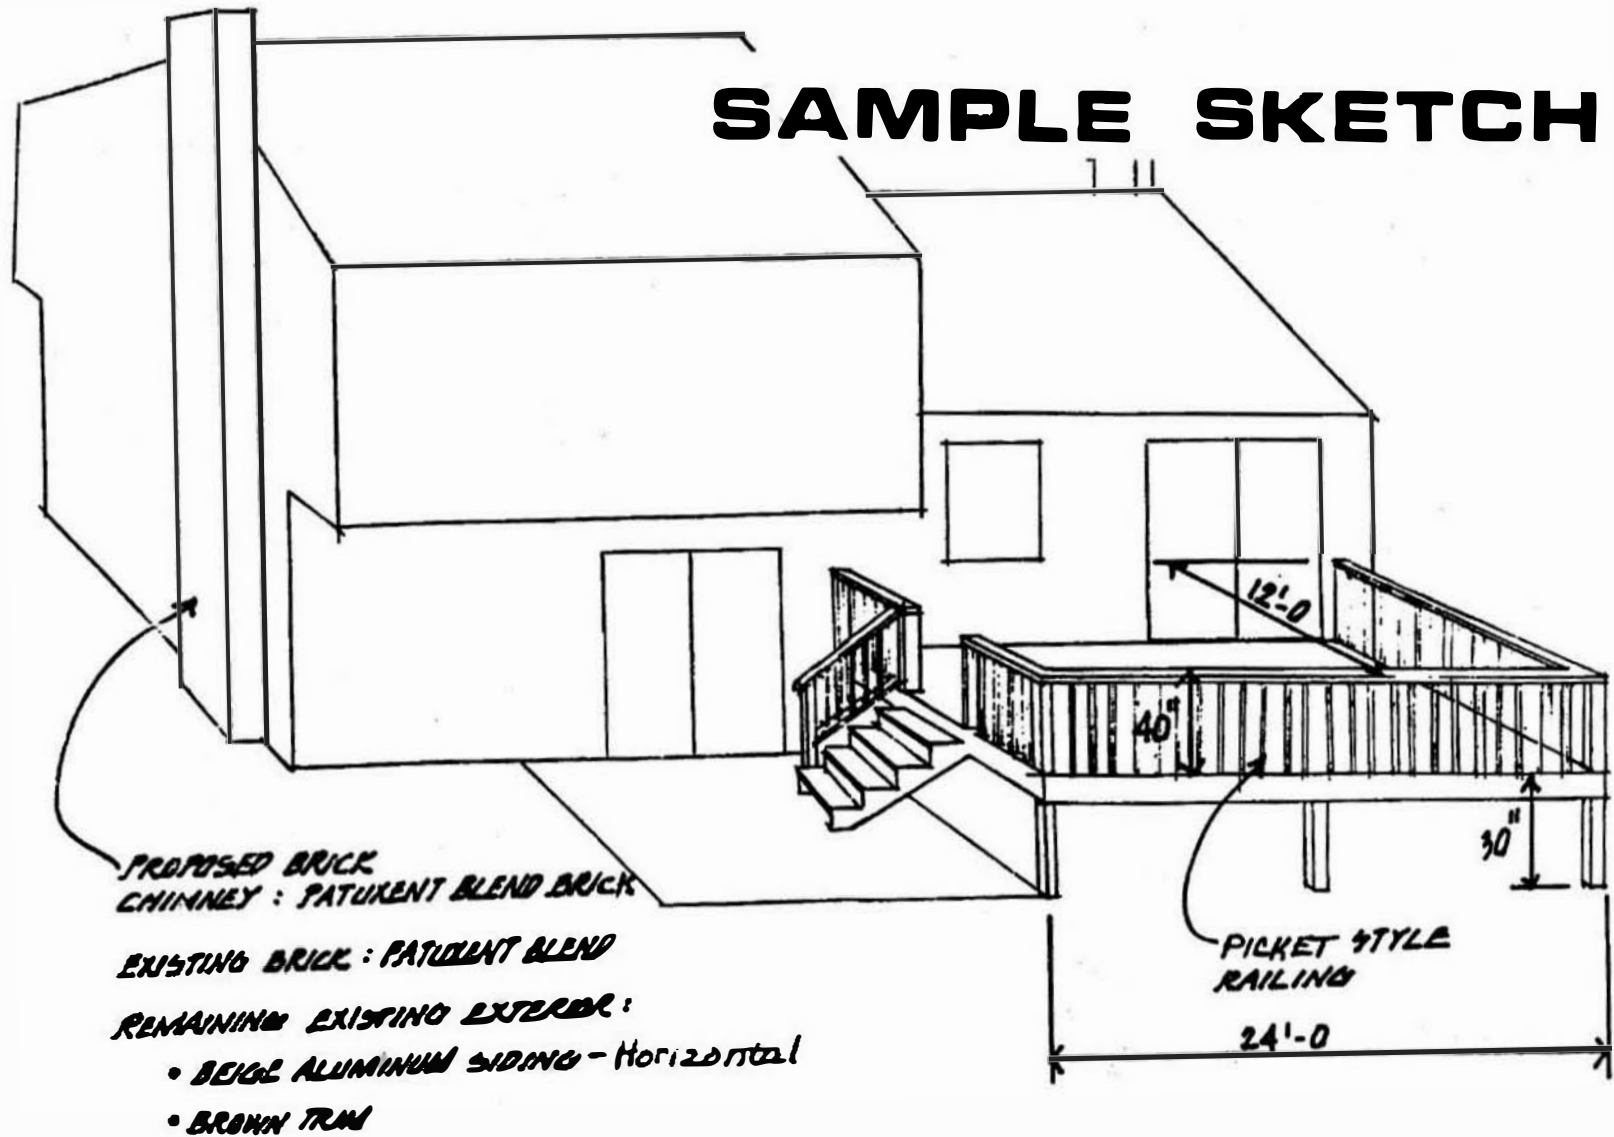 SAMPLE SKETCH
12'-0
40"
30"
PROPOSED BRICK
CHIMNEY : PATUXENT BLEND BRICK
EXISTING BRICK : PATUXENT BLEND
REMAINING EXISTING EXTERIOR :
• BEIGE ALUMINUM SIDING - Horizontal
• BROWN TRIM
PICKET STYLE
RAILING
24'-0